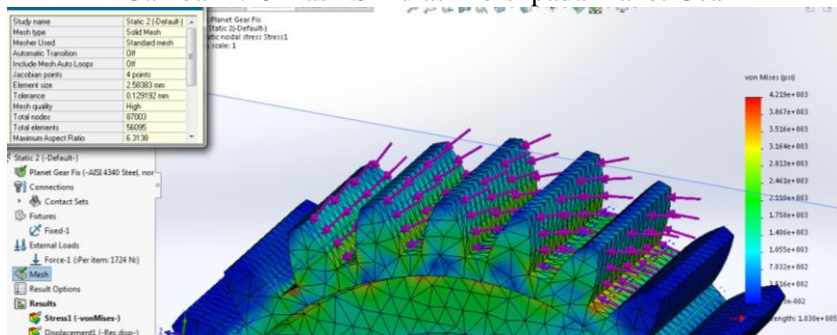 Study name Static 2 (-Default-)
Mesh type Solid Mesh
Mesher Used Standard mesh
Automatic Transition Off
Include Mesh Auto Loops Off
Jacobian points 4 points
Element size 2.58383 mm
Tolerance 0.129192 mm
Mesh quality High
Total nodes 87003
Total elements 56095
Maximum Aspect Ratio 6.3138
Planet Gear Fix
Static 2(-Default-)
static nodal stress Stress1
scale: 1
Static 2 (-Default-)
Planet Gear Fix (-AISI 4340 Steel, nor
Connections
Contact Sets
Fixtures
Fixed-1
External Loads
Force-1 (:Per item: 1724 N:)
Mesh
Result Options
Results
Stress1 (-vonMises-)
Displacement1 (-Res disp-)
von Mises (psi)
4.219e+003
3.867e+003
3.516e+003
3.164e+003
2.813e+003
2.461e+003
2.110e+003
1.758e+003
1.406e+003
1.055e+003
7.032e+002
3.516e+002
e-002
strength: 1.030e+005